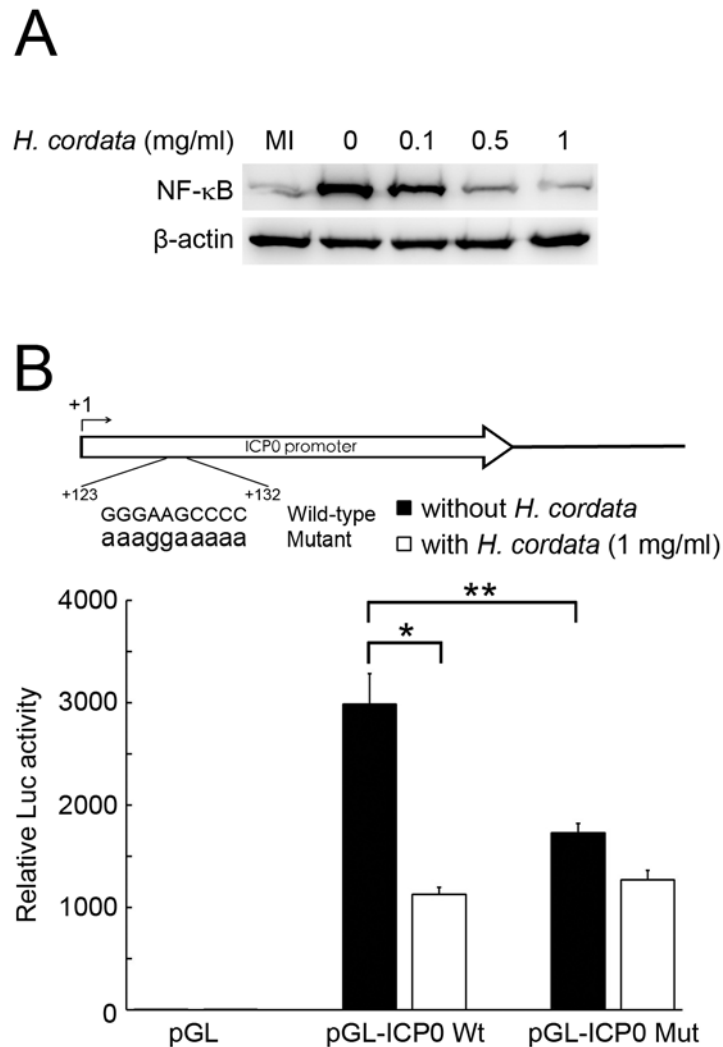 A
H. cordata (mg/ml) MI 0 0.1 0.5 1
NF-κB
β-actin
B
+1
ICP0 promoter
+123 +132
GGGAAGCCCC Wild-type
aaaggaaaaa Mutant
without H. cordata
with H. cordata (1 mg/ml)
Relative Luc activity
4000
**
*
3000
2000
1000
0
pGL pGL-ICP0 Wt pGL-ICP0 Mut